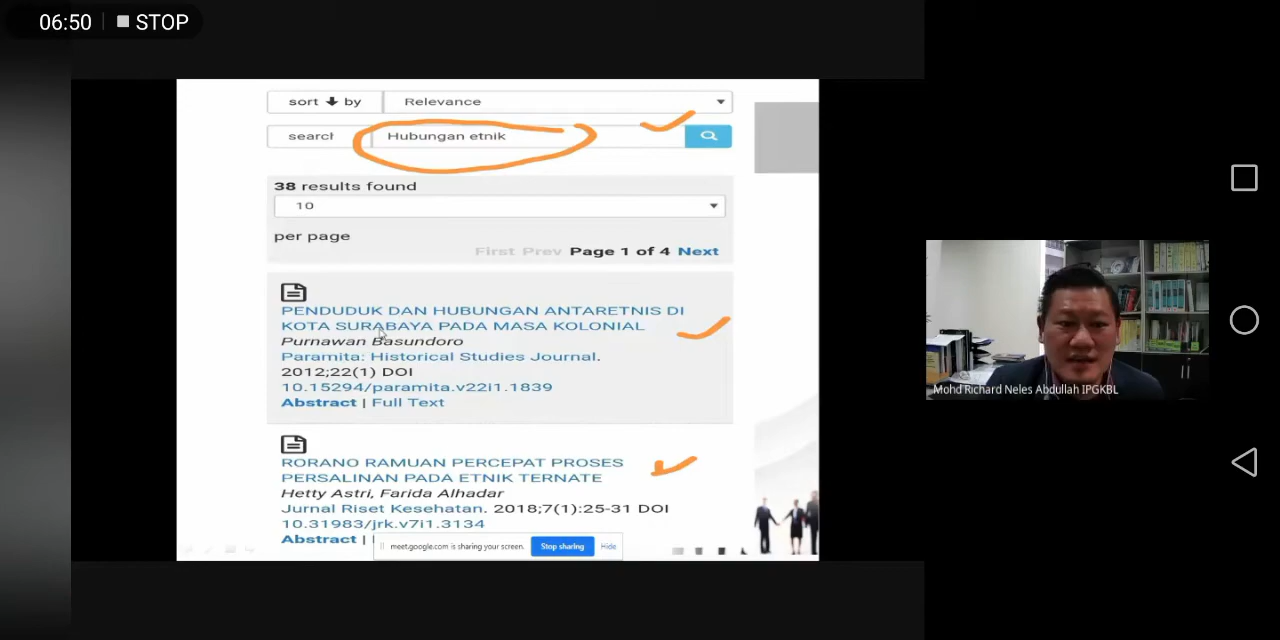 06:50
STOP
sort by
Relevance
search
Hubungan etnik
38 results found
10
per page
First Prev Page 1 of 4 Next
PENDUDUK DAN HUBUNGAN ANTARETNIS DI
KOTA SURABAYA PADA MASA KOLONIAL
Purnawan Basundoro
Paramita: Historical Studies Journal.
2012;22(1) DOI
10.15294/paramita.v22i1.1839
Abstract | Full Text
RORANO RAMUAN PERCEPAT PROSES
PERSALINAN PADA ETNIK TERNATE
Hetty Astri, Farida Alhadar
Jurnal Riset Kesehatan. 2018;7(1):25-31 DOI
10.31983/jrk.v7i1.3134
Abstract |
meet.google.com is sharing your screen.
Stop sharing
Hide
Mohd Richard Neles Abdullah IPGKBL